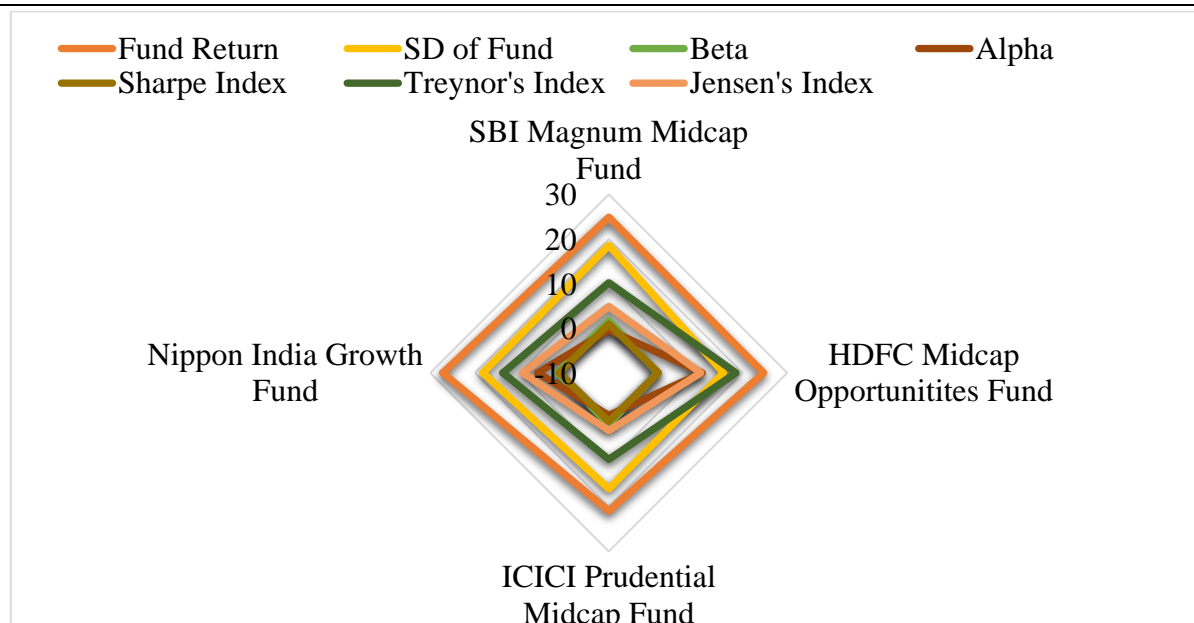 Fund Return SD of Fund Beta Alpha
Sharpe Index Treynor's Index Jensen's Index
SBI Magnum Midcap
Fund
30
20
10
0
-10
Nippon India Growth
Fund
HDFC Midcap
Opportunitites Fund
ICICI Prudential
Midcap Fund